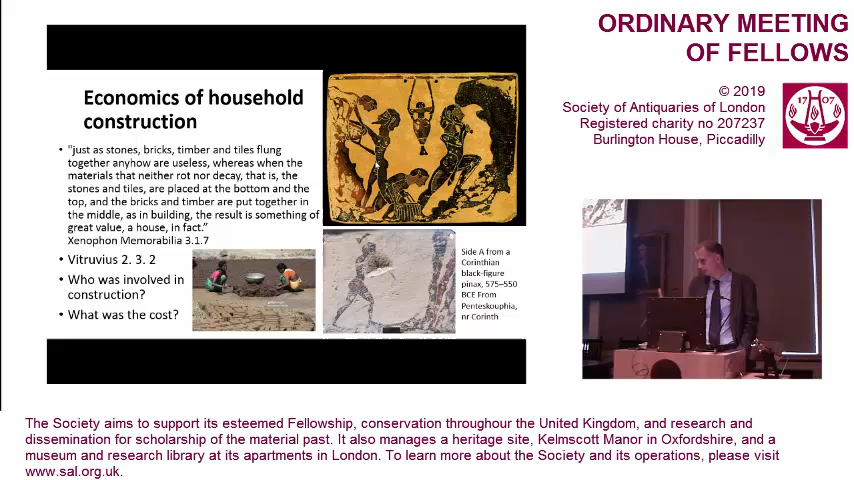 ORDINARY MEETING
OF FELLOWS
© 2019
Society of Antiquaries of London
Registered charity no 207237
Burlington House, Piccadilly
17 07
Economics of household
construction
• "just as stones, bricks, timber and tiles flung
together anyhow are useless, whereas when the
materials that neither rot nor decay, that is, the
stones and tiles, are placed at the bottom and the
top, and the bricks and timber are put together in
the middle, as in building, the result is something of
great value, a house, in fact."
Xenophon Memorabilia 3.1.7
• Vitruvius 2. 3. 2
• Who was involved in
construction?
• What was the cost?
Side A from a
Corinthian
black-figure
pinax, 575–550
BCE From
Penteskouphia,
nr Corinth
The Society aims to support its esteemed Fellowship, conservation throughour the United Kingdom, and research and
dissemination for scholarship of the material past. It also manages a heritage site, Kelmscott Manor in Oxfordshire, and a
museum and research library at its apartments in London. To learn more about the Society and its operations, please visit
www.sal.org.uk.